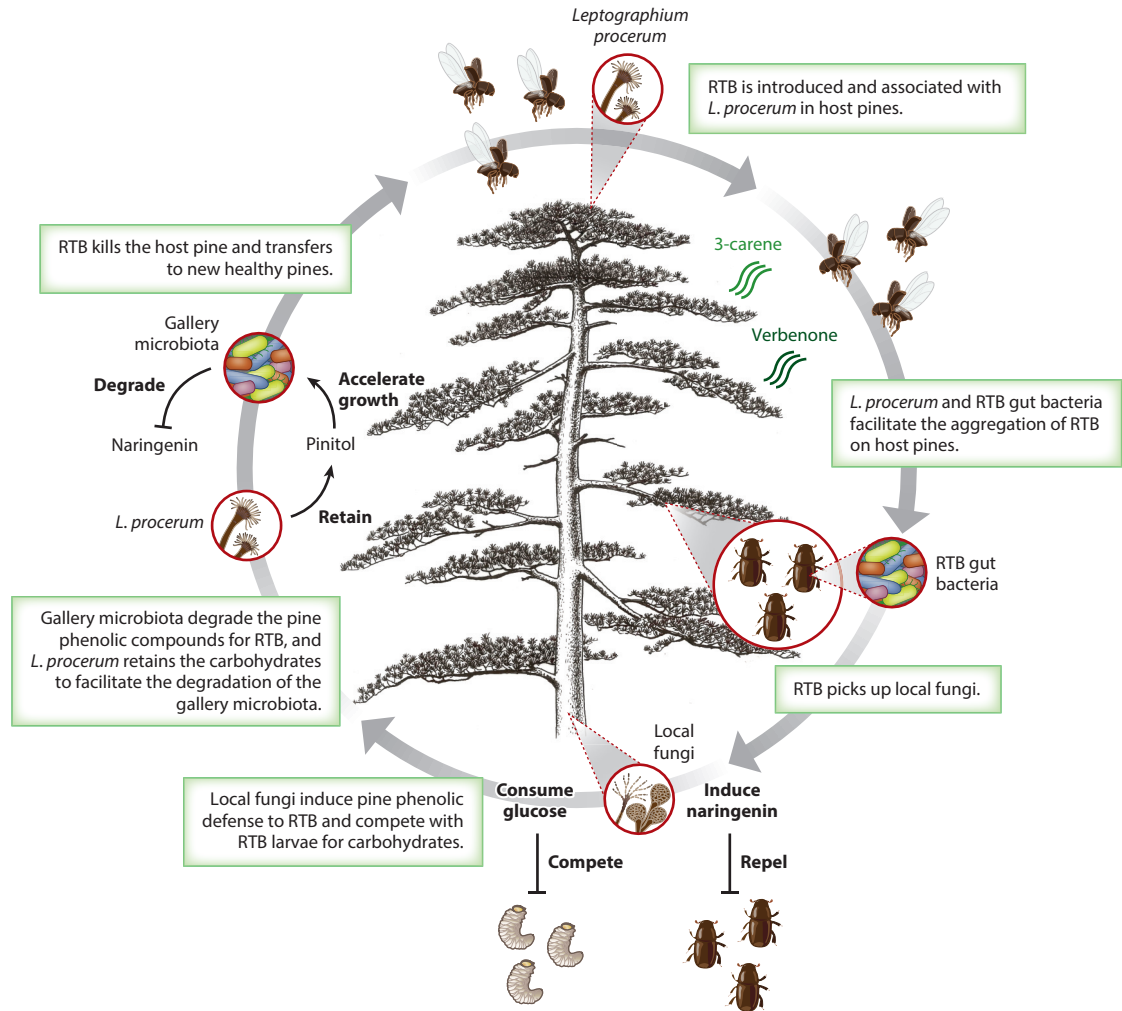 Leptographium
procerum
RTB is introduced and associated with
L. procerum in host pines.
3-carene
Verbenone
L. procerum and RTB gut bacteria
facilitate the aggregation of RTB
on host pines.
RTB gut
bacteria
RTB picks up local fungi.
Local
fungi
Induce
naringenin
Repel
Consume
glucose
Compete
Local fungi induce pine phenolic
defense to RTB and compete with
RTB larvae for carbohydrates.
Gallery microbiota degrade the pine
phenolic compounds for RTB, and
L. procerum retains the carbohydrates
to facilitate the degradation of the
gallery microbiota.
L. procerum
Retain
Pinitol
Accelerate
growth
Gallery
microbiota
Degrade
Naringenin
RTB kills the host pine and transfers
to new healthy pines.